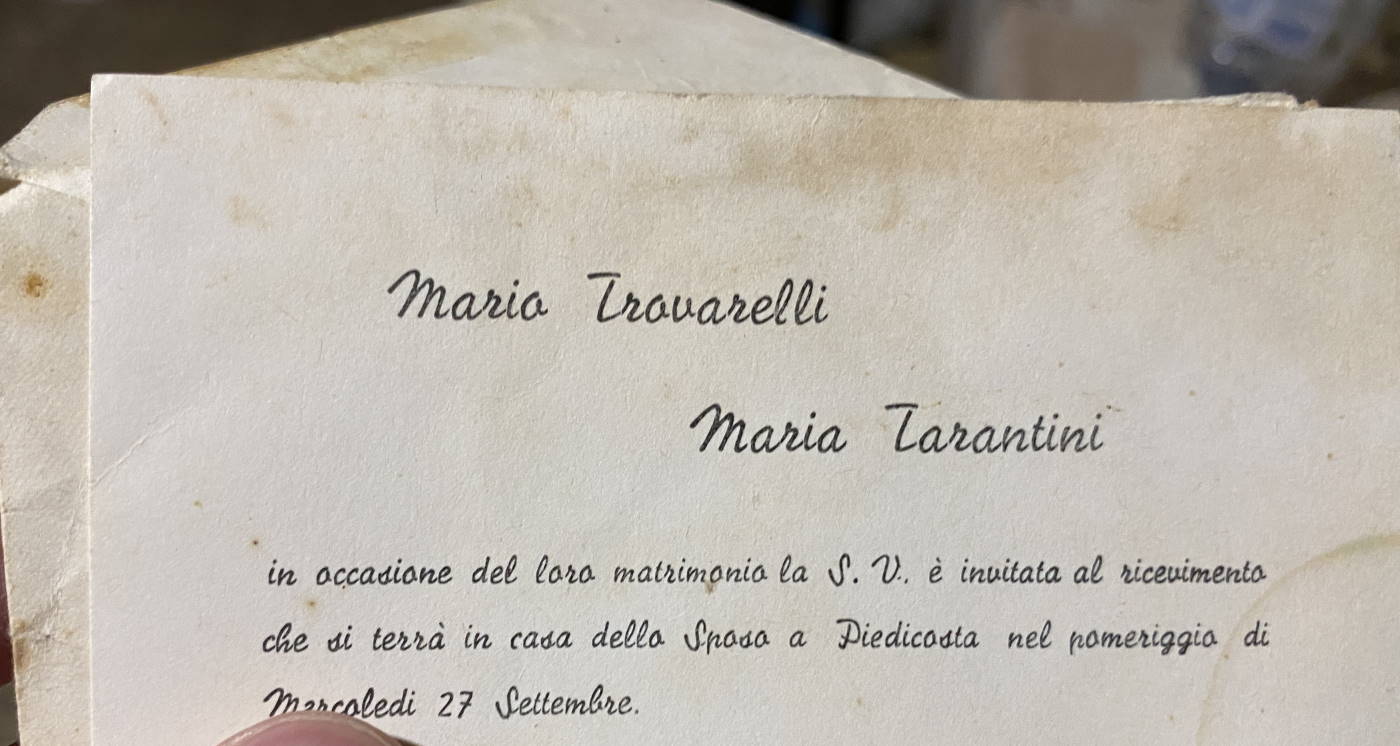 Mario Trovarelli
Maria Tarantini
in occasione del loro matrimonio la S. V. è invitata al ricevimento
che si terrà in casa dello Sposo a Piedicosta nel pomeriggio di
Mercoledi 27 Settembre.